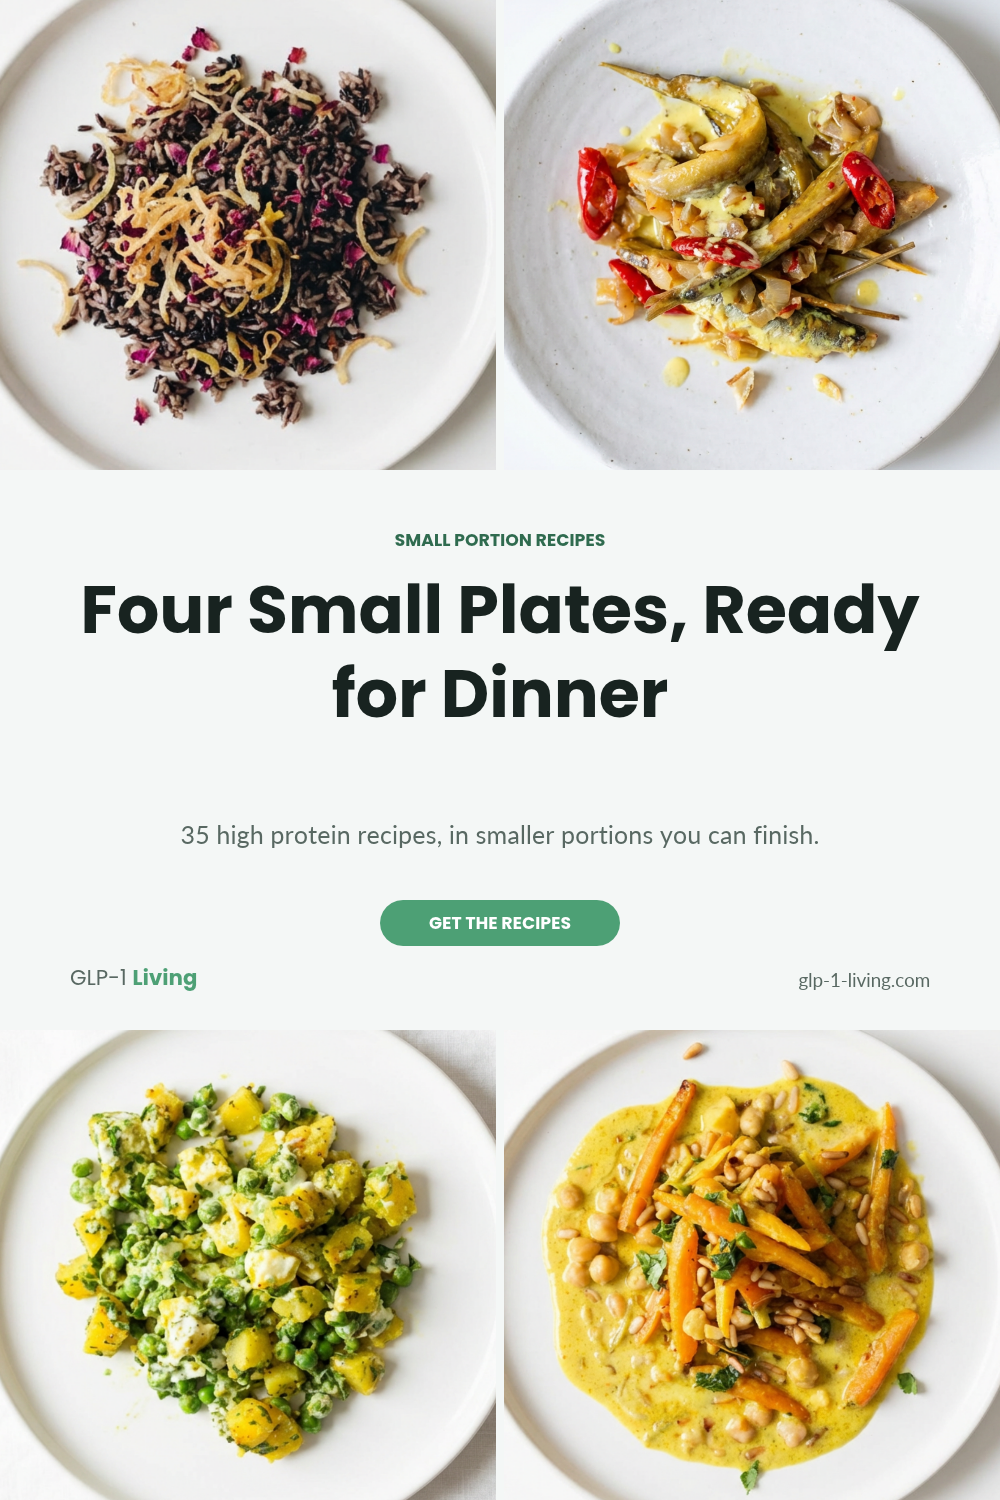 SMALL PORTION RECIPES
Four Small Plates, Ready
for Dinner
35 high protein recipes, in smaller portions you can finish.
GET THE RECIPES
GLP-1 Living
glp-1-living.com